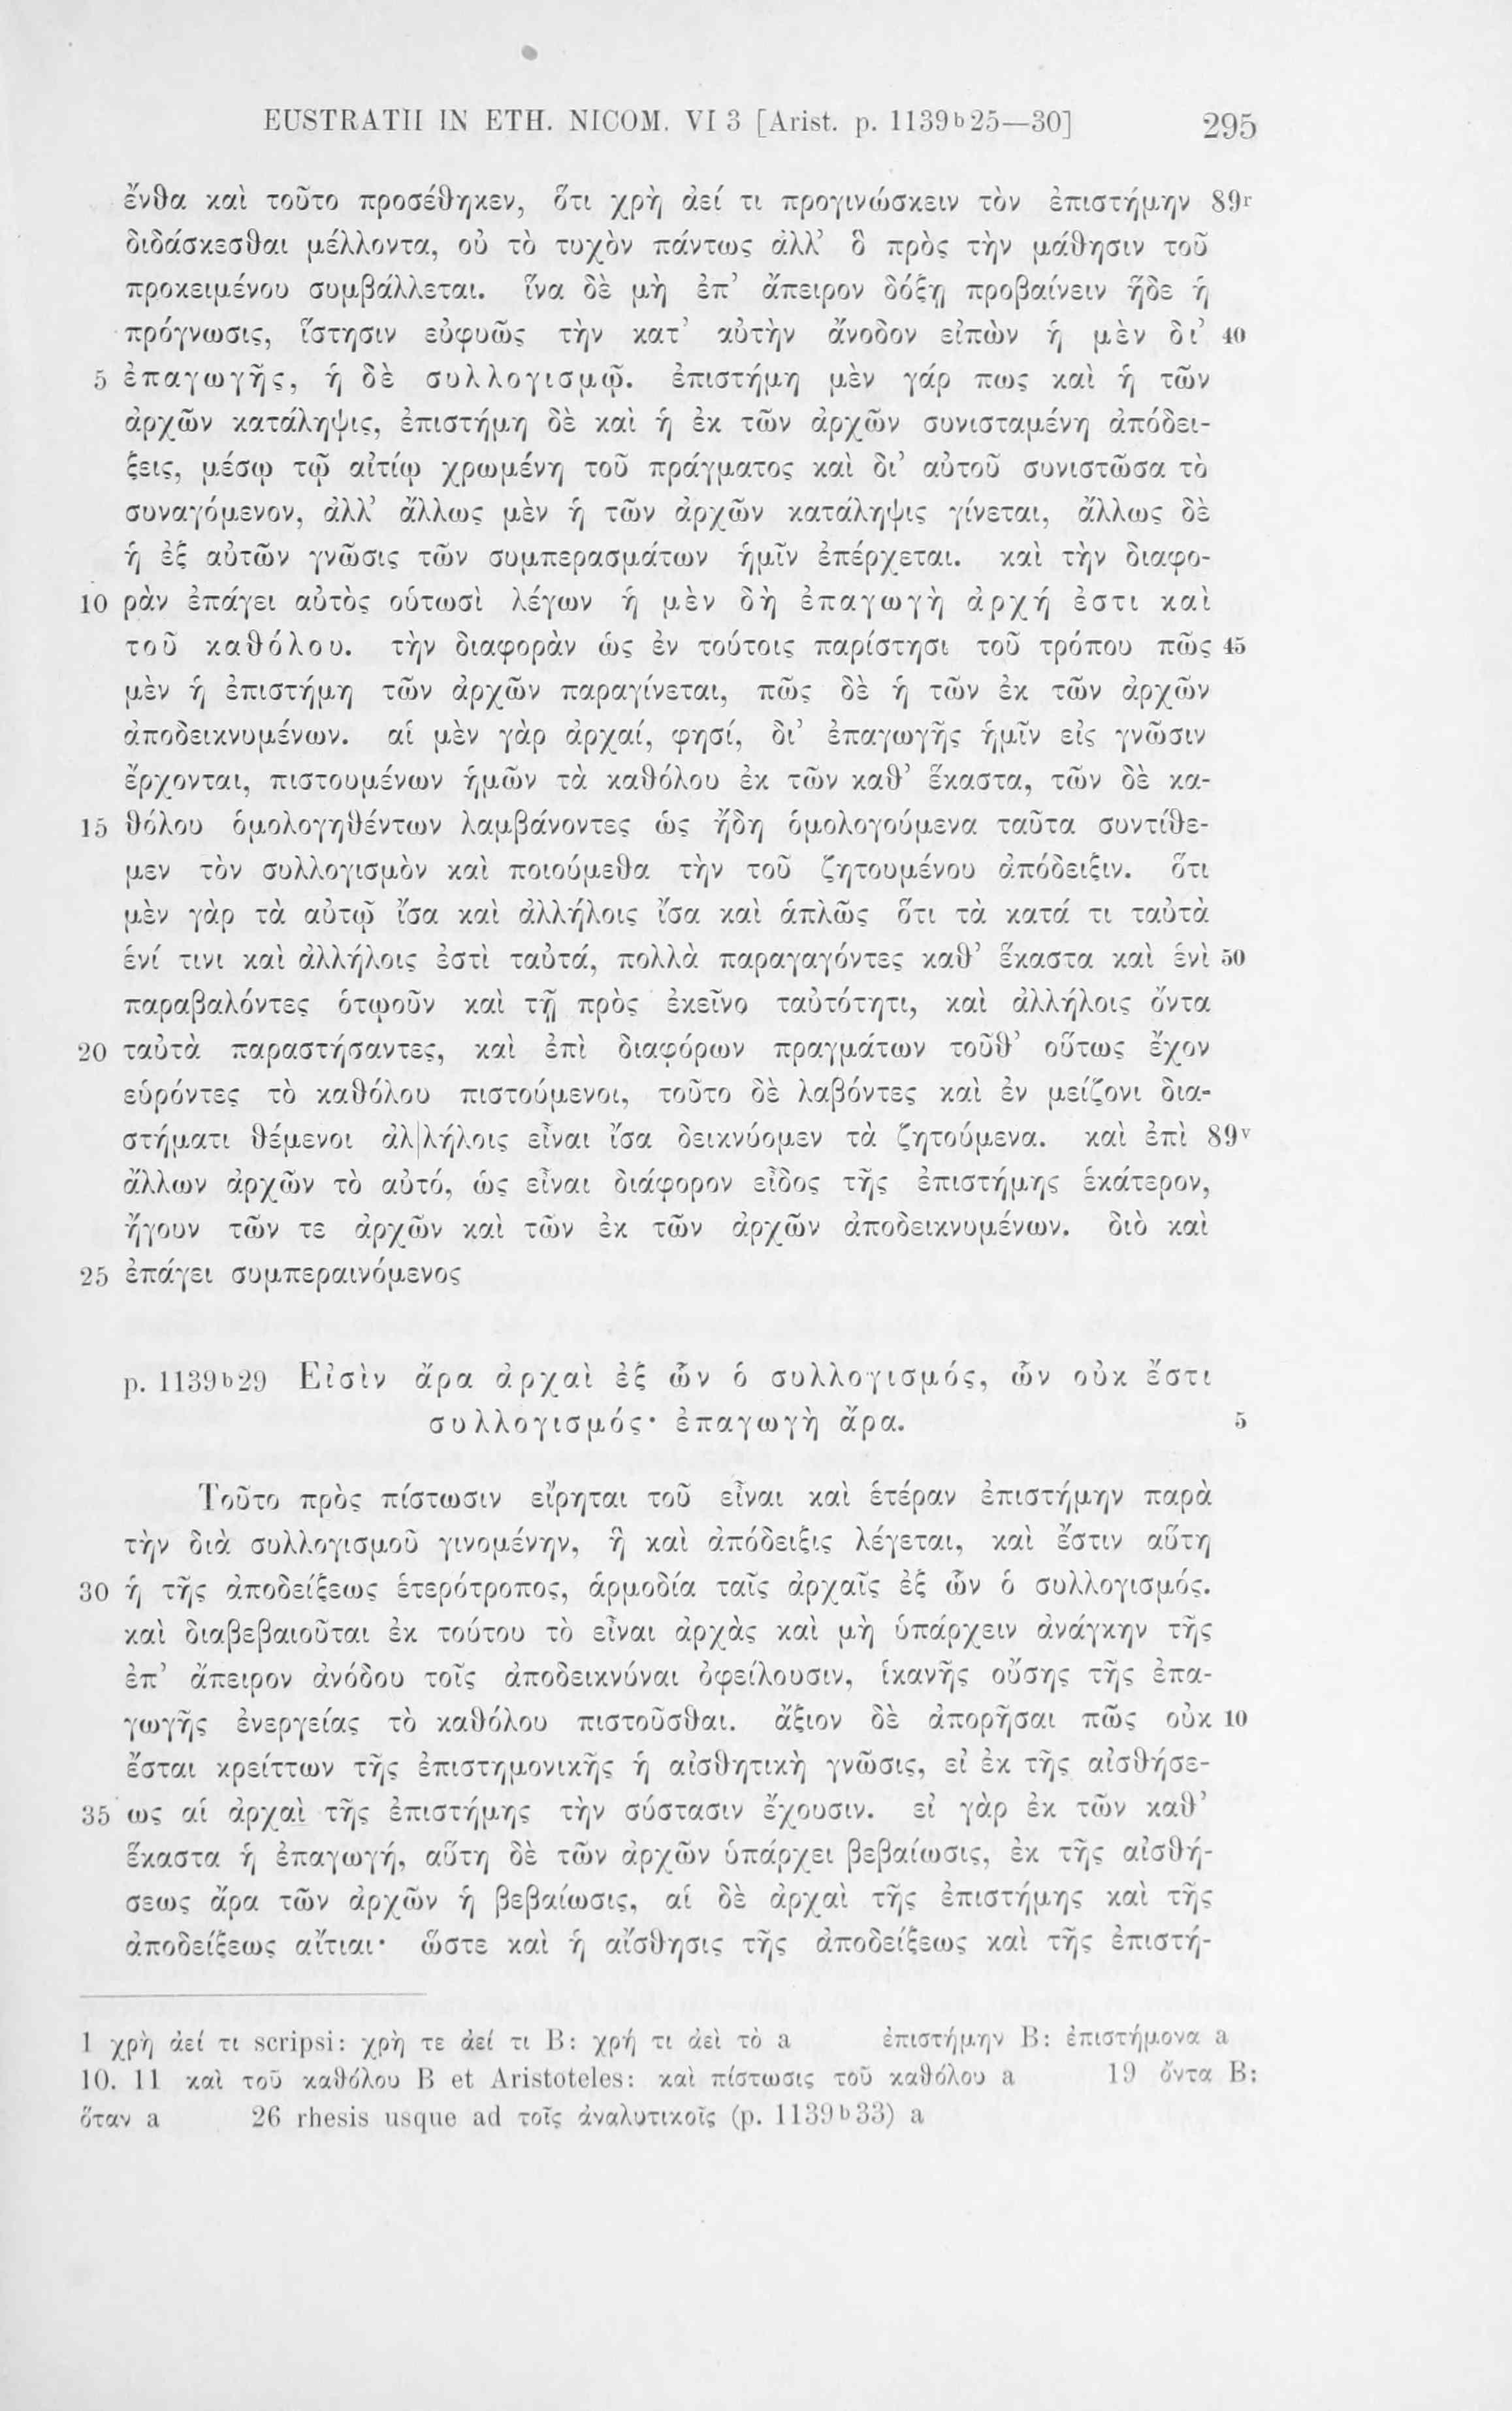 EUSTRATII IN ETH. NICOM. VI 3 [Arist. p. 1139b25—30] 295
ἔνθα καὶ τοῦτο προσέθηκεν, ὅτι χρὴ ἀεί τι προγινώσκειν τὸν ἐπιστήμην 89r
διδάσκεσθαι μέλλοντα, οὐ τὸ τυχὸν πάντως ἀλλ’ ὃ πρὸς τὴν μάθησιν τοῦ
προκειμένου συμβάλλεται. ἵνα δὲ μὴ ἐπ’ ἄπειρον δόξῃ προβαίνειν ἥδε ἡ
πρόγνωσις, ἵστησιν εὐφυῶς τὴν κατ’ αὐτὴν ἄνοδον εἰπὼν ἡ μὲν δι’ 40
5 ἐπαγωγῆς, ἡ δὲ συλλογισμῷ. ἐπιστήμη μὲν γάρ πως καὶ ἡ τῶν
ἀρχῶν κατάληψις, ἐπιστήμη δὲ καὶ ἡ ἐκ τῶν ἀρχῶν συνισταμένη ἀπόδει-
ξεις, μέσῳ τῷ αἰτίῳ χρωμένη τοῦ πράγματος καὶ δι’ αὐτοῦ συνιστῶσα τὸ
συναγόμενον, ἀλλ’ ἄλλως μὲν ἡ τῶν ἀρχῶν κατάληψις γίνεται, ἄλλως δὲ
ἡ ἐξ αὐτῶν γνῶσις τῶν συμπερασμάτων ἡμῖν ἐπέρχεται. καὶ τὴν διαφο-
10 ρὰν ἐπάγει αὐτὸς οὑτωσὶ λέγων ἡ μὲν δὴ ἐπαγωγὴ ἀρχή ἐστι καὶ
τοῦ καθόλου. τὴν διαφορὰν ὡς ἐν τούτοις παρίστησι τοῦ τρόπου πῶς 45
μὲν ἡ ἐπιστήμη τῶν ἀρχῶν παραγίνεται, πῶς δὲ ἡ τῶν ἐκ τῶν ἀρχῶν
ἀποδεικνυμένων. αἱ μὲν γὰρ ἀρχαί, φησί, δι’ ἐπαγωγῆς ἡμῖν εἰς γνῶσιν
ἔρχονται, πιστουμένων ἡμῶν τὰ καθόλου ἐκ τῶν καθ’ ἕκαστα, τῶν δὲ κα-
15 θόλου ὁμολογηθέντων λαμβάνοντες ὡς ἤδη ὁμολογούμενα ταῦτα συντίθε-
μεν τὸν συλλογισμὸν καὶ ποιούμεθα τὴν τοῦ ζητουμένου ἀπόδειξιν. ὅτι
μὲν γὰρ τὰ αὐτῷ ἴσα καὶ ἀλλήλοις ἴσα καὶ ἁπλῶς ὅτι τὰ κατά τι ταὐτὰ
ἑνί τινι καὶ ἀλλήλοις ἐστὶ ταὐτά, πολλὰ παραγαγόντες καθ’ ἕκαστα καὶ ἑνὶ 50
παραβαλόντες ὁτῳοῦν καὶ τῇ πρὸς ἐκεῖνο ταὐτότητι, καὶ ἀλλήλοις ὄντα
20 ταὐτὰ παραστήσαντες, καὶ ἐπὶ διαφόρων πραγμάτων τοῦθ’ οὕτως ἔχον
εὑρόντες τὸ καθόλου πιστούμενοι, τοῦτο δὲ λαβόντες καὶ ἐν μείζονι δια-
στήματι θέμενοι ἀλ|λήλοις εἶναι ἴσα δεικνύομεν τὰ ζητούμενα. καὶ ἐπὶ 89v
ἄλλων ἀρχῶν τὸ αὐτό, ὡς εἶναι διάφορον εἶδος τῆς ἐπιστήμης ἑκάτερον,
ἤγουν τῶν τε ἀρχῶν καὶ τῶν ἐκ τῶν ἀρχῶν ἀποδεικνυμένων. διὸ καὶ
25 ἐπάγει συμπεραινόμενος
p. 1139b29 Εἰσὶν ἄρα ἀρχαὶ ἐξ ὧν ὁ συλλογισμός, ὧν οὐκ ἔστι
συλλογισμός· ἐπαγωγὴ ἄρα. 5
Τοῦτο πρὸς πίστωσιν εἴρηται τοῦ εἶναι καὶ ἑτέραν ἐπιστήμην παρὰ
τὴν διὰ συλλογισμοῦ γινομένην, ἣ καὶ ἀπόδειξις λέγεται, καὶ ἔστιν αὕτη
30 ἡ τῆς ἀποδείξεως ἑτερότροπος, ἁρμοδία ταῖς ἀρχαῖς ἐξ ὧν ὁ συλλογισμός.
καὶ διαβεβαιοῦται ἐκ τούτου τὸ εἶναι ἀρχὰς καὶ μὴ ὑπάρχειν ἀνάγκην τῆς
ἐπ’ ἄπειρον ἀνόδου τοῖς ἀποδεικνύναι ὀφείλουσιν, ἱκανῆς οὔσης τῆς ἐπα-
γωγῆς ἐνεργείας τὸ καθόλου πιστοῦσθαι. ἄξιον δὲ ἀπορῆσαι πῶς οὐκ 10
ἔσται κρείττων τῆς ἐπιστημονικῆς ἡ αἰσθητικὴ γνῶσις, εἰ ἐκ τῆς αἰσθήσε-
35 ως αἱ ἀρχαὶ τῆς ἐπιστήμης τὴν σύστασιν ἔχουσιν. εἰ γὰρ ἐκ τῶν καθ’
ἕκαστα ἡ ἐπαγωγή, αὕτη δὲ τῶν ἀρχῶν ὑπάρχει βεβαίωσις, ἐκ τῆς αἰσθή-
σεως ἄρα τῶν ἀρχῶν ἡ βεβαίωσις, αἱ δὲ ἀρχαὶ τῆς ἐπιστήμης καὶ τῆς
ἀποδείξεως αἴτιαι· ὥστε καὶ ἡ αἴσθησις τῆς ἀποδείξεως καὶ τῆς ἐπιστή-
1 χρὴ ἀεί τι scripsi: χρὴ τε ἀεί τι B: χρή τι ἀεὶ τὸ a ἐπιστήμην B: ἐπιστήμονα a
10. 11 καὶ τοῦ καθόλου B et Aristoteles: καὶ πίστωσις τοῦ καθόλου a 19 ὄντα B:
ὅταν a 26 rhesis usque ad τοῖς ἀναλυτικοῖς (p. 1139b33) a